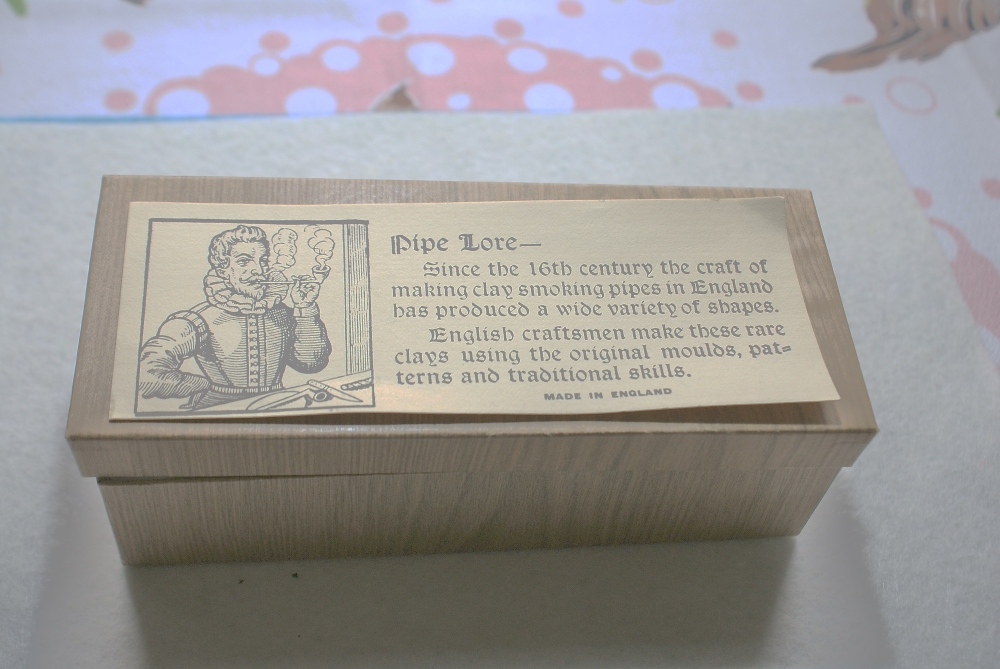 Pipe Lore—
Since the 16th century the craft of
making clay smoking pipes in England
has produced a wide variety of shapes.
English craftsmen make these rare
clays using the original moulds, pat=
terns and traditional skills.
MADE IN ENGLAND